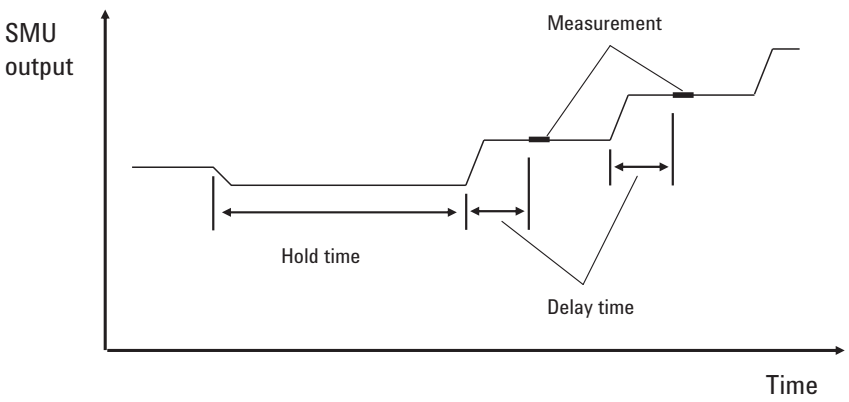 SMU
output
Measurement
Hold time
Delay time
Time